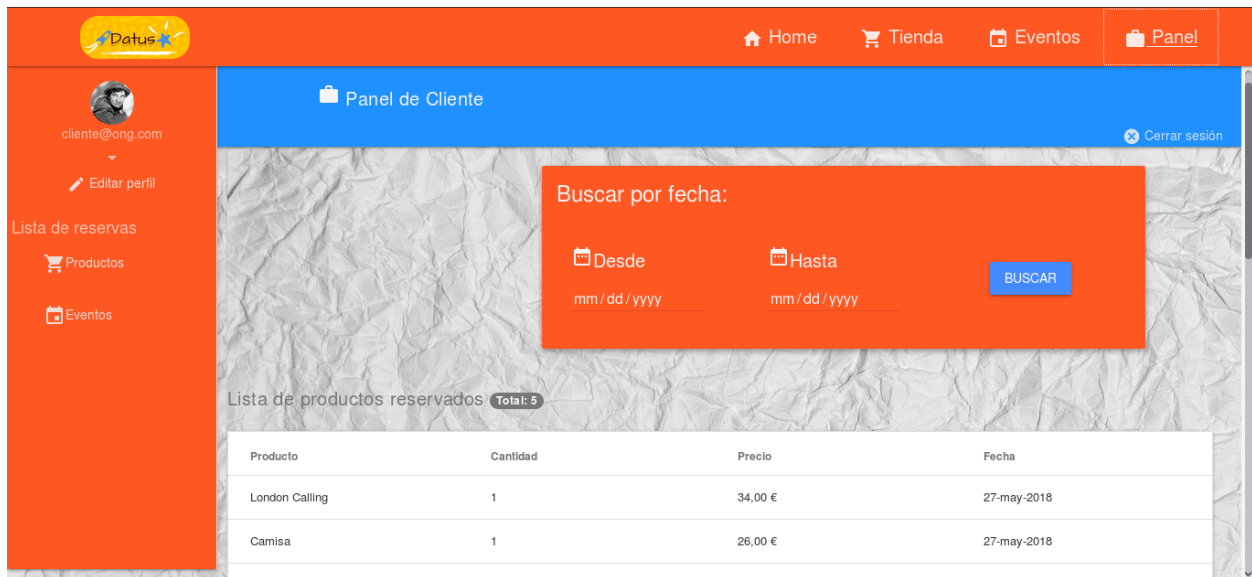 Datus
Home Tienda Eventos Panel
cliente@ong.com
Editar perfil
Lista de reservas
Productos
Eventos
Panel de Cliente
Cerrar sesión
Buscar por fecha:
Desde Hasta
mm/dd/yyyy mm/dd/yyyy BUSCAR
Lista de productos reservados Total: 5
Producto Cantidad Precio Fecha
London Calling 1 34,00 € 27-may-2018
Camisa 1 26,00 € 27-may-2018